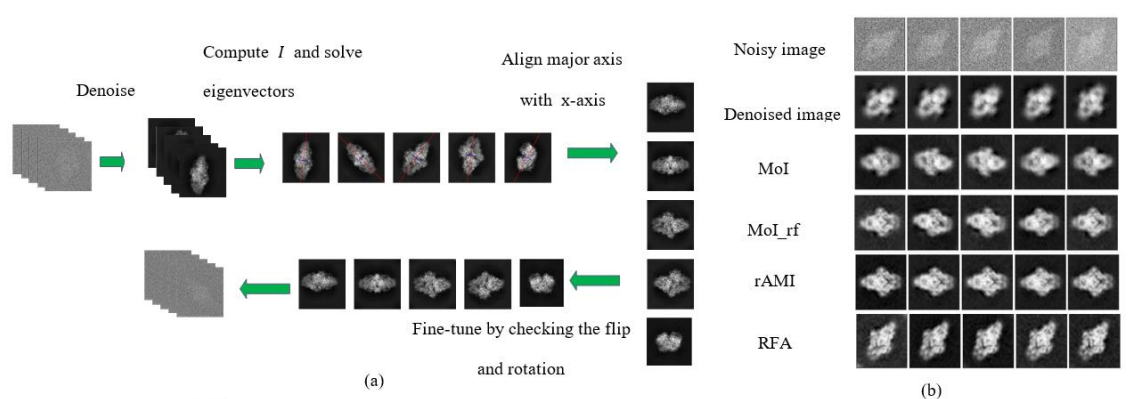 Denoise
Compute I and solve
eigenvectors
Align major axis
with x-axis
Fine-tune by checking the flip
and rotation
(a)
Noisy image
Denoised image
MoI
MoI_rf
rAMI
RFA
(b)